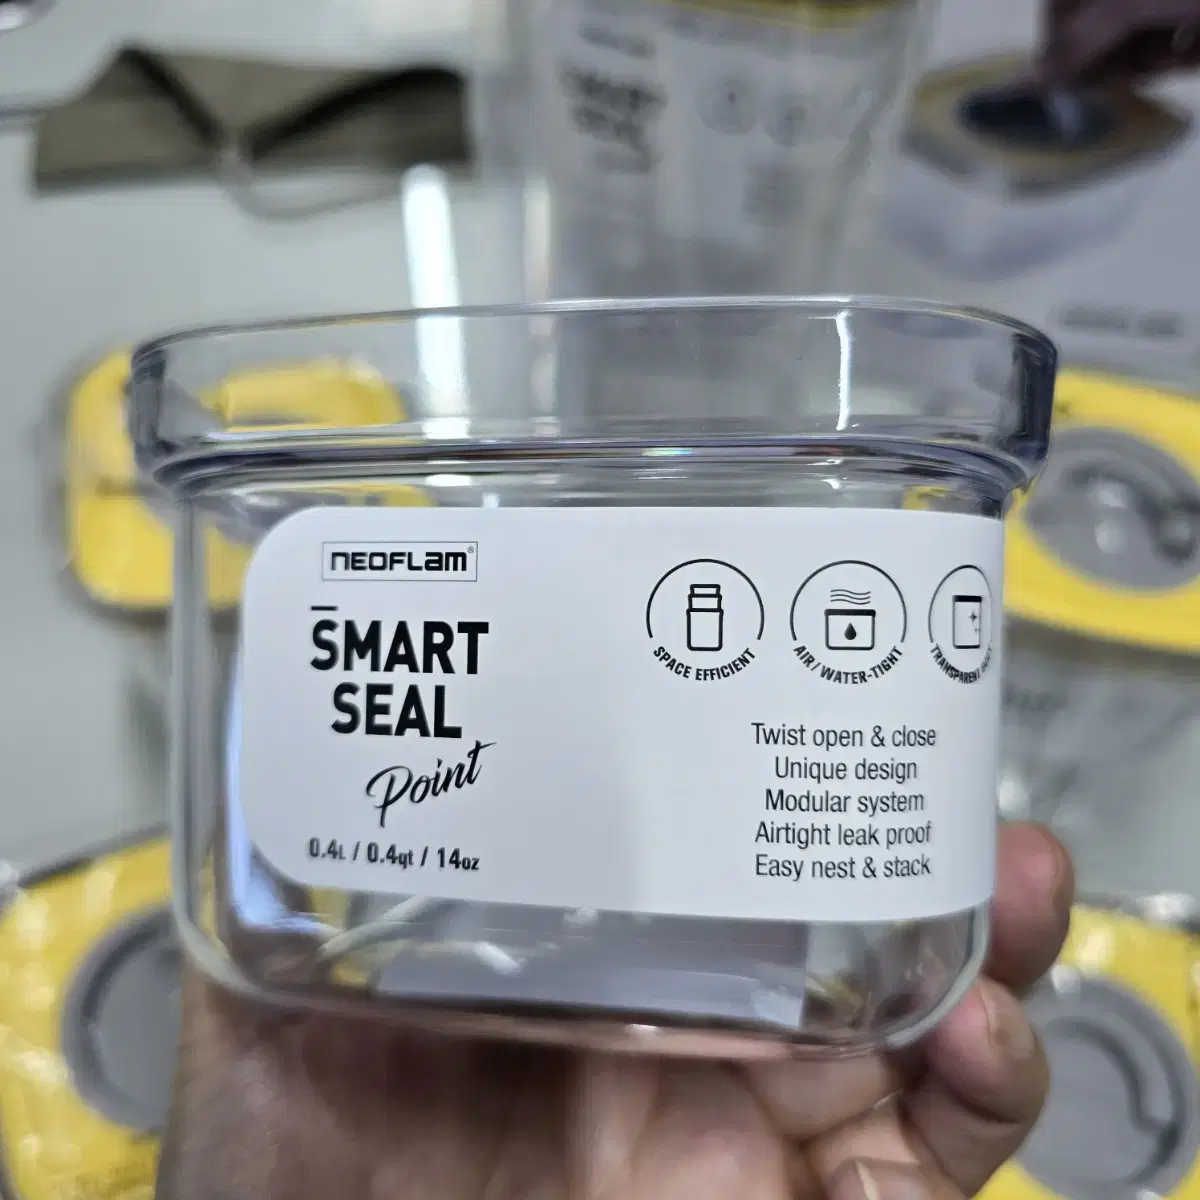 NEOFLAM®
SMART
SEAL
Point
0.4L / 0.4qt / 14oz
SPACE EFFICIENT
AIR / WATER-TIGHT
TRANSPARENT
Twist open & close
Unique design
Modular system
Airtight leak proof
Easy nest & stack